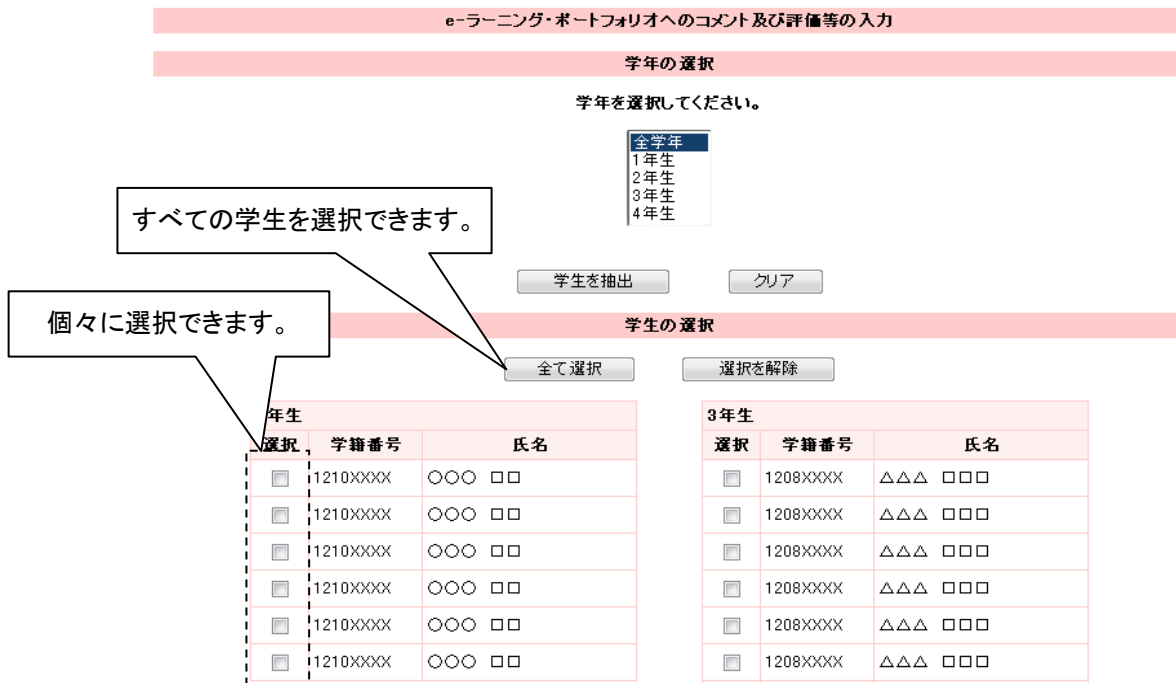 e-ラーニング・ポートフォリオへのコメント及び評価等の入力
学年の選択
学年を選択してください。
全学年
1年生
2年生
3年生
4年生
すべての学生を選択できます。
学生を抽出 クリア
個々に選択できます。
学生の選択
全て選択 選択を解除
年生 3年生
選択 学籍番号 氏名 選択 学籍番号 氏名
1210XXXX ○○○ □□ 1208XXXX △△△ □□□
1210XXXX ○○○ □□ 1208XXXX △△△ □□□
1210XXXX ○○○ □□ 1208XXXX △△△ □□□
1210XXXX ○○○ □□ 1208XXXX △△△ □□□
1210XXXX ○○○ □□ 1208XXXX △△△ □□□
1210XXXX ○○○ □□ 1208XXXX △△△ □□□